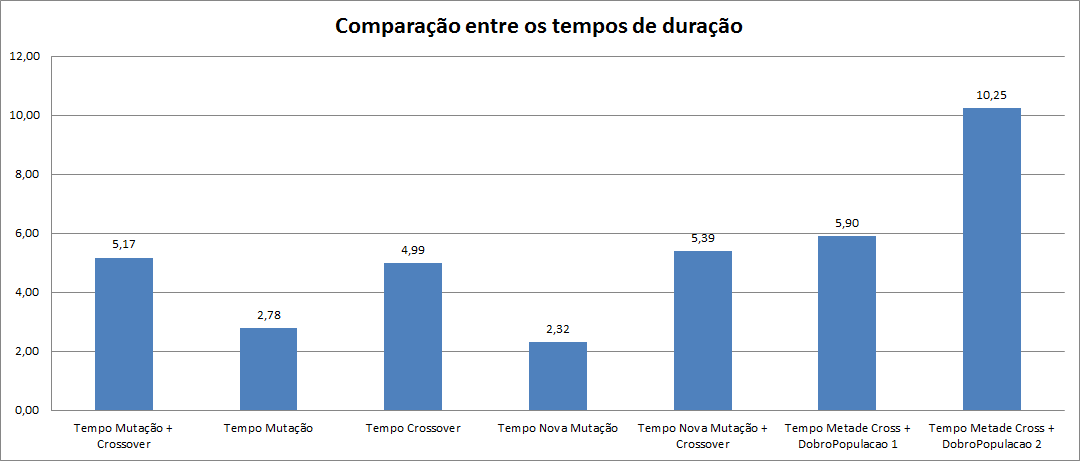 Comparação entre os tempos de duração
12,00
10,00
8,00
6,00
4,00
2,00
0,00
5,17
2,78
4,99
2,32
5,39
5,90
10,25
Tempo Mutação +
Crossover
Tempo Mutação
Tempo Crossover
Tempo Nova Mutação
Tempo Nova Mutação +
Crossover
Tempo Metade Cross +
DobroPopulacao 1
Tempo Metade Cross +
DobroPopulacao 2